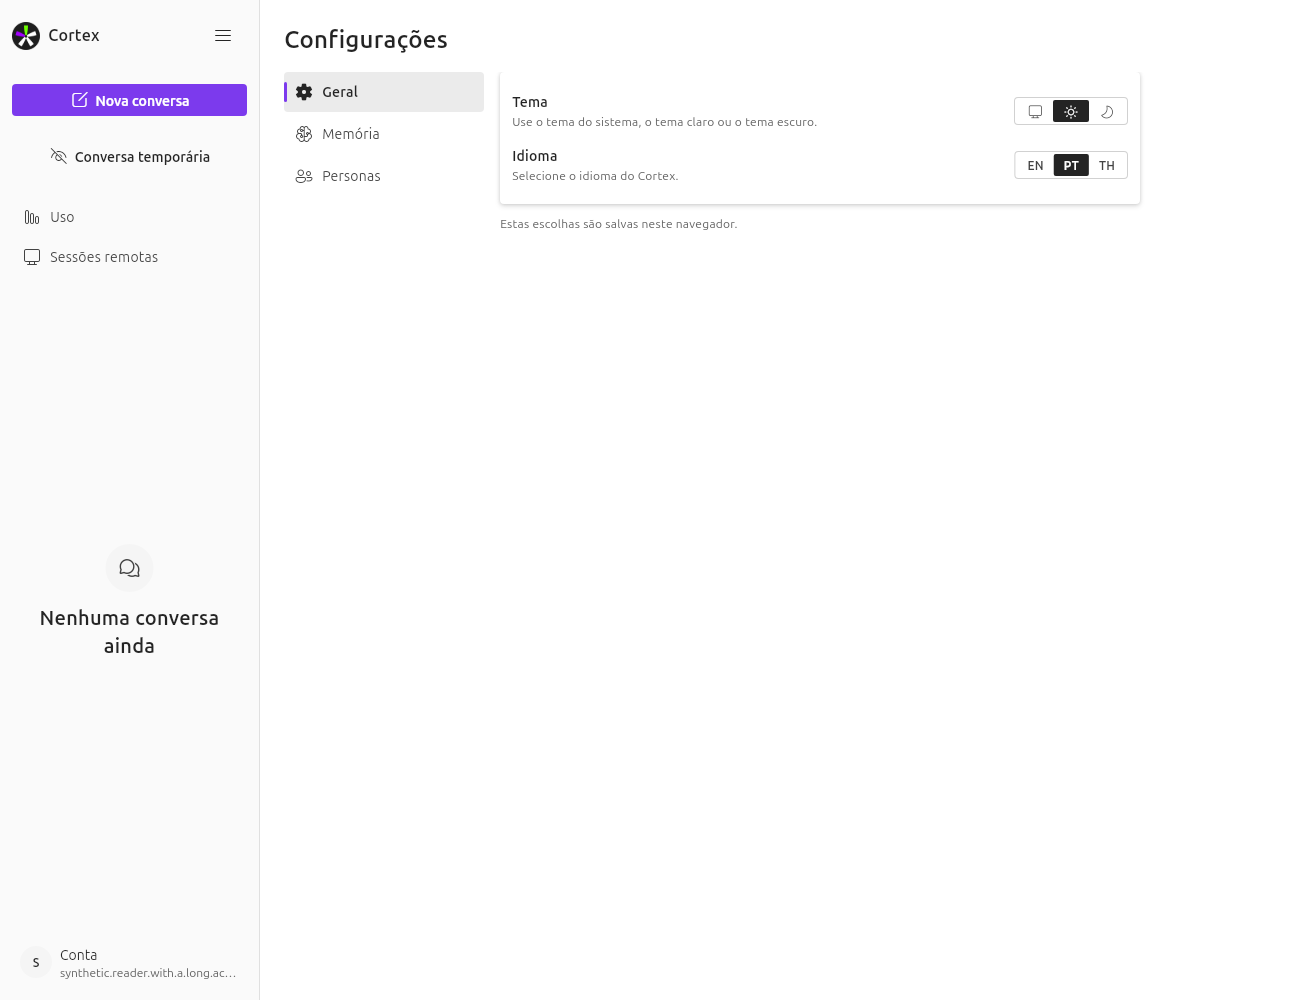 Cortex
Nova conversa
Conversa temporária
Uso
Sessões remotas
Nenhuma conversa
ainda
S
Conta
synthetic.reader.with.a.long.ac...
Configurações
Geral
Memória
Personas
Tema
Use o tema do sistema, o tema claro ou o tema escuro.
Idioma
Selecione o idioma do Cortex.
EN PT TH
Estas escolhas são salvas neste navegador.